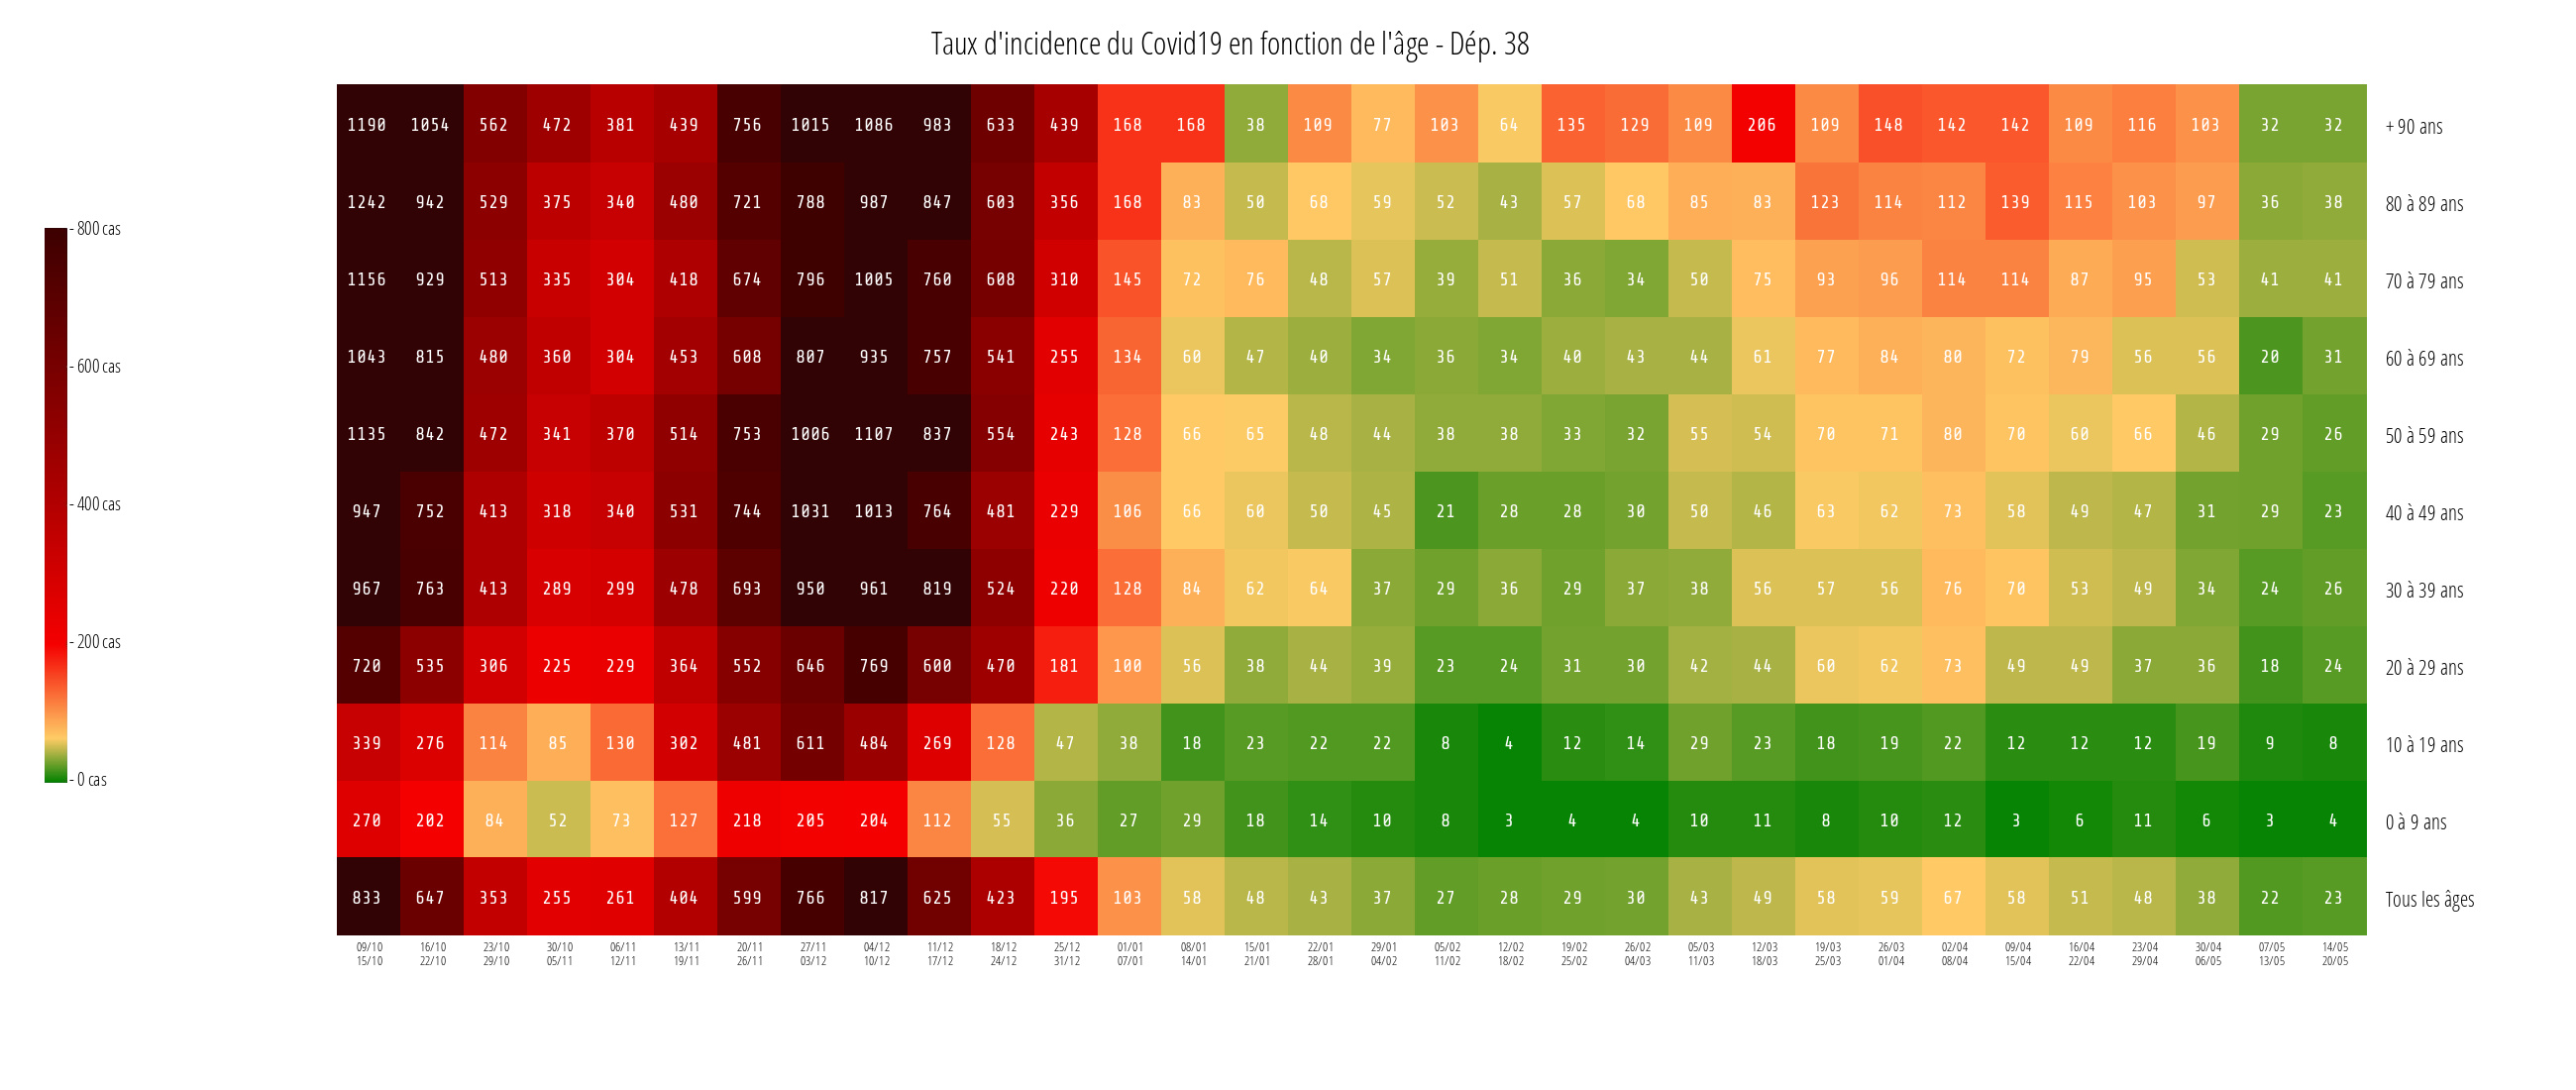 Taux d'incidence du Covid19 en fonction de l'âge - Dép. 38
- 800 cas
- 600 cas
- 400 cas
- 200 cas
- 0 cas
1190 1054 562 472 381 439 756 1015 1086 983 633 439 168 168 38 109 77 103 64 135 129 109 206 109 148 142 142 109 116 103 32 32 + 90 ans
1242 942 529 375 340 480 721 788 987 847 603 356 168 83 50 68 59 52 43 57 68 85 83 123 114 112 139 115 103 97 36 38 80 à 89 ans
1156 929 513 335 304 418 674 796 1005 760 608 310 145 72 76 48 57 39 51 36 34 50 75 93 96 114 114 87 95 53 41 41 70 à 79 ans
1043 815 480 360 304 453 608 807 935 757 541 255 134 60 47 40 34 36 34 40 43 44 61 77 84 80 72 79 56 56 20 31 60 à 69 ans
1135 842 472 341 370 514 753 1006 1107 837 554 243 128 66 65 48 44 38 38 33 32 55 54 70 71 80 70 60 66 46 29 26 50 à 59 ans
947 752 413 318 340 531 744 1031 1013 764 481 229 106 66 60 50 45 21 28 28 30 50 46 63 62 73 58 49 47 31 29 23 40 à 49 ans
967 763 413 289 299 478 693 950 961 819 524 220 128 84 62 64 37 29 36 29 37 38 56 57 56 76 70 53 49 34 24 26 30 à 39 ans
720 535 306 225 229 364 552 646 769 600 470 181 100 56 38 44 39 23 24 31 30 42 44 60 62 73 49 49 37 36 18 24 20 à 29 ans
339 276 114 85 130 302 481 611 484 269 128 47 38 18 23 22 22 8 4 12 14 29 23 18 19 22 12 12 12 19 9 8 10 à 19 ans
270 202 84 52 73 127 218 205 204 112 55 36 27 29 18 14 10 8 3 4 4 10 11 8 10 12 3 6 11 6 3 4 0 à 9 ans
833 647 353 255 261 404 599 766 817 625 423 195 103 58 48 43 37 27 28 29 30 43 49 58 59 67 58 51 48 38 22 23 Tous les âges
09/10 16/10 23/10 30/10 06/11 13/11 20/11 27/11 04/12 11/12 18/12 25/12 01/01 08/01 15/01 22/01 29/01 05/02 12/02 19/02 26/02 05/03 12/03 19/03 26/03 02/04 09/04 16/04 23/04 30/04 07/05 14/05
15/10 22/10 29/10 05/11 12/11 19/11 26/11 03/12 10/12 17/12 24/12 31/12 07/01 14/01 21/01 28/01 04/02 11/02 18/02 25/02 04/03 11/03 18/03 25/03 01/04 08/04 15/04 22/04 29/04 06/05 13/05 20/05